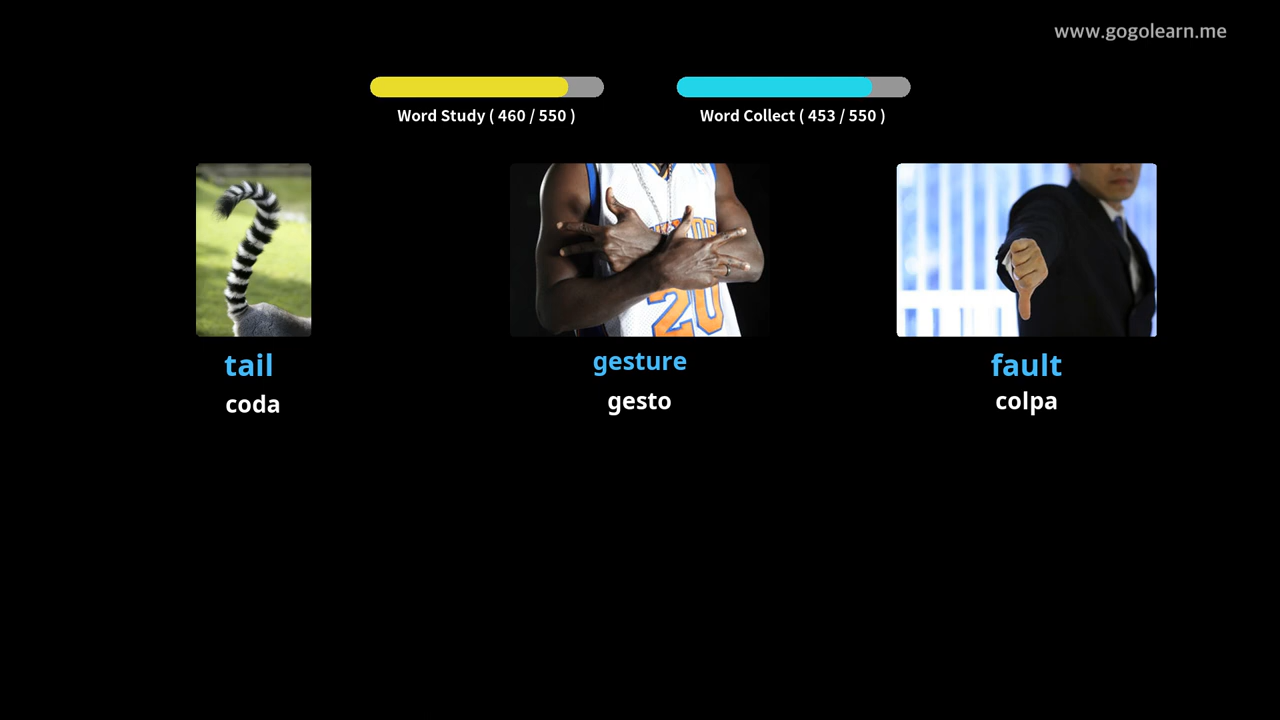 www.gogolearn.me
Word Study ( 460 / 550 )
Word Collect ( 453 / 550 )
20
tail
gesture
fault
coda
gesto
colpa